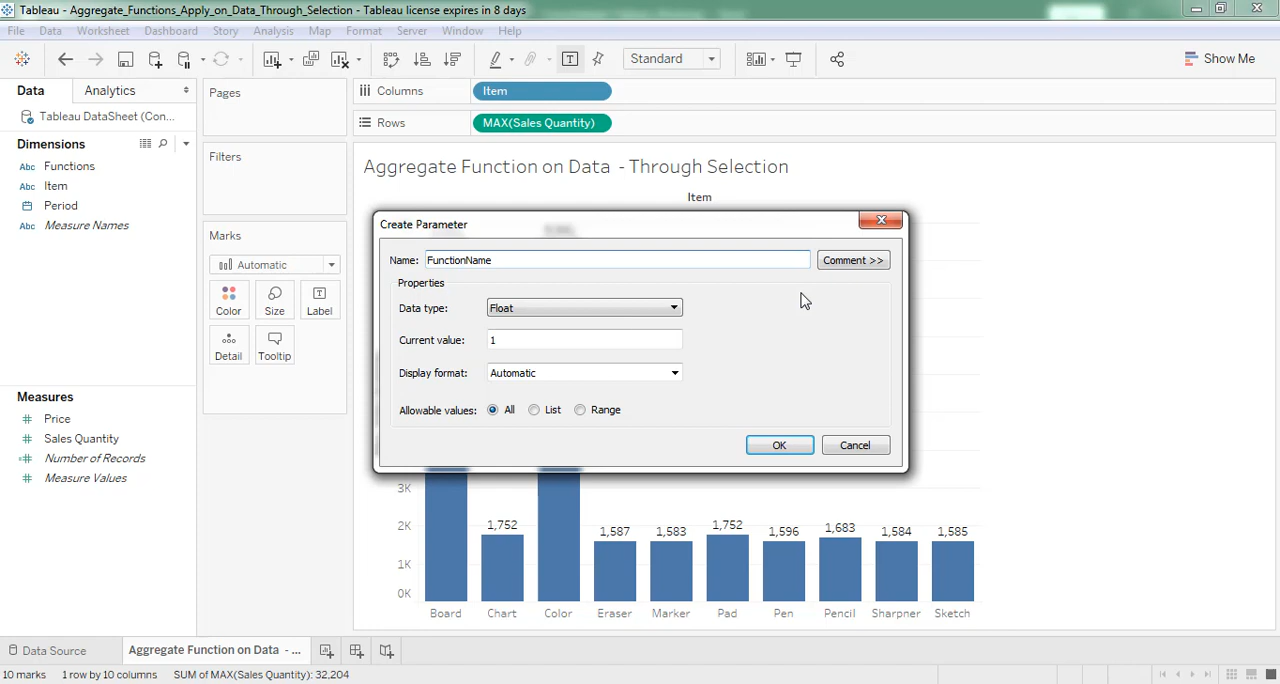 Tableau - Aggregate_Functions_Apply_on_Data_Through_Selection - Tableau license expires in 8 days
File Data Worksheet Dashboard Story Analysis Map Format Server Window Help
Standard
Show Me
Data Analytics
Pages
Columns Item
Tableau DataSheet (Con...
Rows MAX(Sales Quantity)
Dimensions
Filters
Abc Functions
Aggregate Function on Data - Through Selection
Abc Item
Item
Period
Abc Measure Names
Marks
Automatic
Color Size Label
Detail Tooltip
Create Parameter
Name: FunctionName Comment >>
Properties
Data type: Float
Current value: 1
Display format: Automatic
Allowable values: All List Range
OK Cancel
Measures
Price
Sales Quantity
Number of Records
Measure Values
3K
2K
1K
0K
1,752 1,587 1,583 1,752 1,596 1,683 1,584 1,585
Board Chart Color Eraser Marker Pad Pen Pencil Sharpner Sketch
Data Source Aggregate Function on Data - ...
10 marks 1 row by 10 columns SUM of MAX(Sales Quantity): 32,204